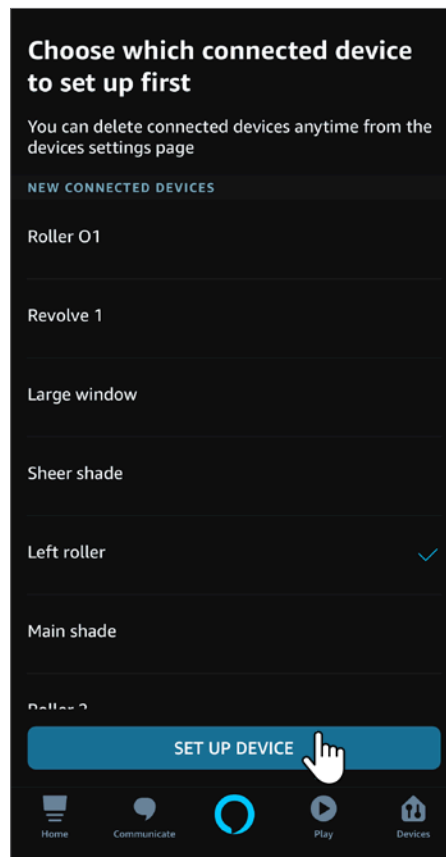 Choose which connected device
to set up first
You can delete connected devices anytime from the
devices settings page
NEW CONNECTED DEVICES
Roller O1
Revolve 1
Large window
Sheer shade
Left roller
Main shade
Roller 2
SET UP DEVICE
Home
Communicate
Play
Devices